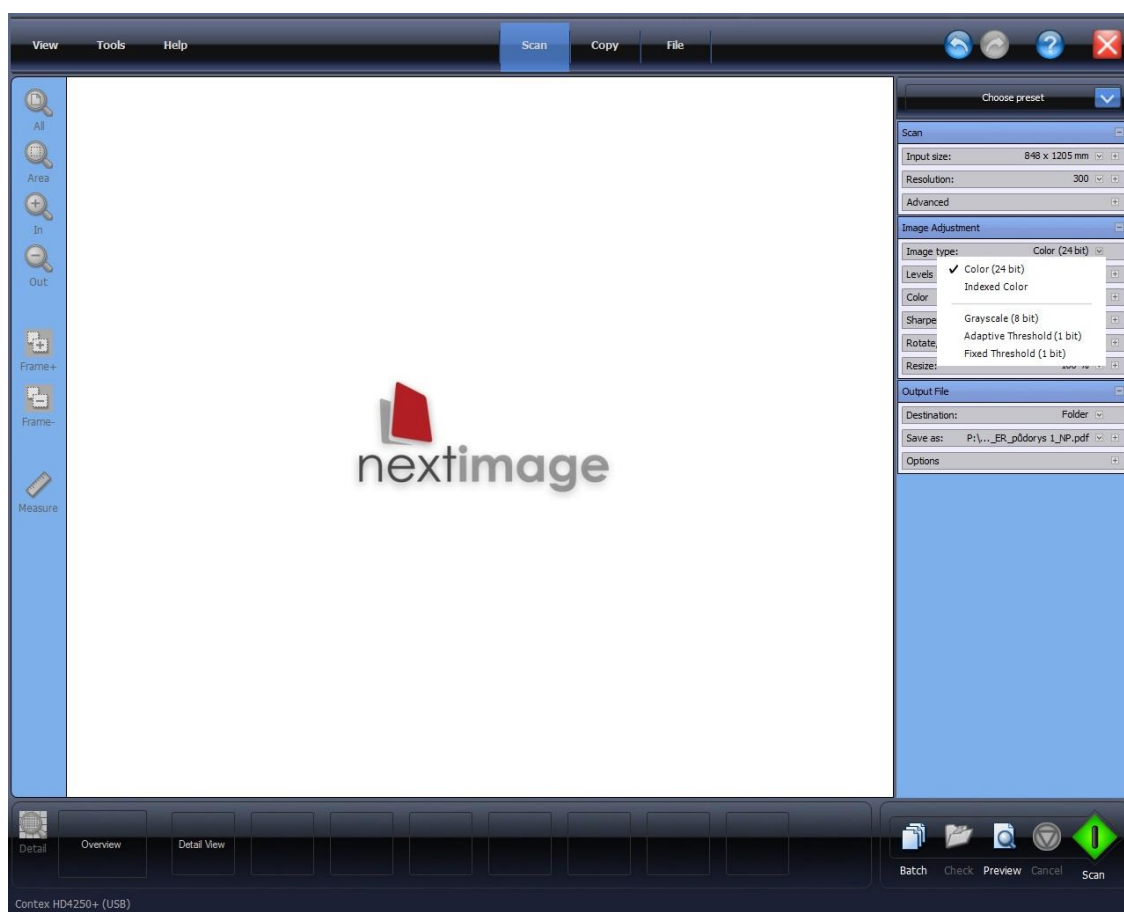 View Tools Help Scan Copy File
Choose preset
All
Area
In
Out
Frame+
Frame-
Measure
nextimage
Scan
Input size: 848 x 1205 mm
Resolution: 300
Advanced
Image Adjustment
Image type: Color (24 bit)
Levels
Color
Sharpe
Rotate,
Resize:
Color (24 bit)
Indexed Color
Grayscale (8 bit)
Adaptive Threshold (1 bit)
Fixed Threshold (1 bit)
Output File
Destination: Folder
Save as: P:\..._ER_půdorys 1_NP.pdf
Options
Detail Overview Detail View
Batch Check Preview Cancel Scan
Contex HD4250+ (USB)